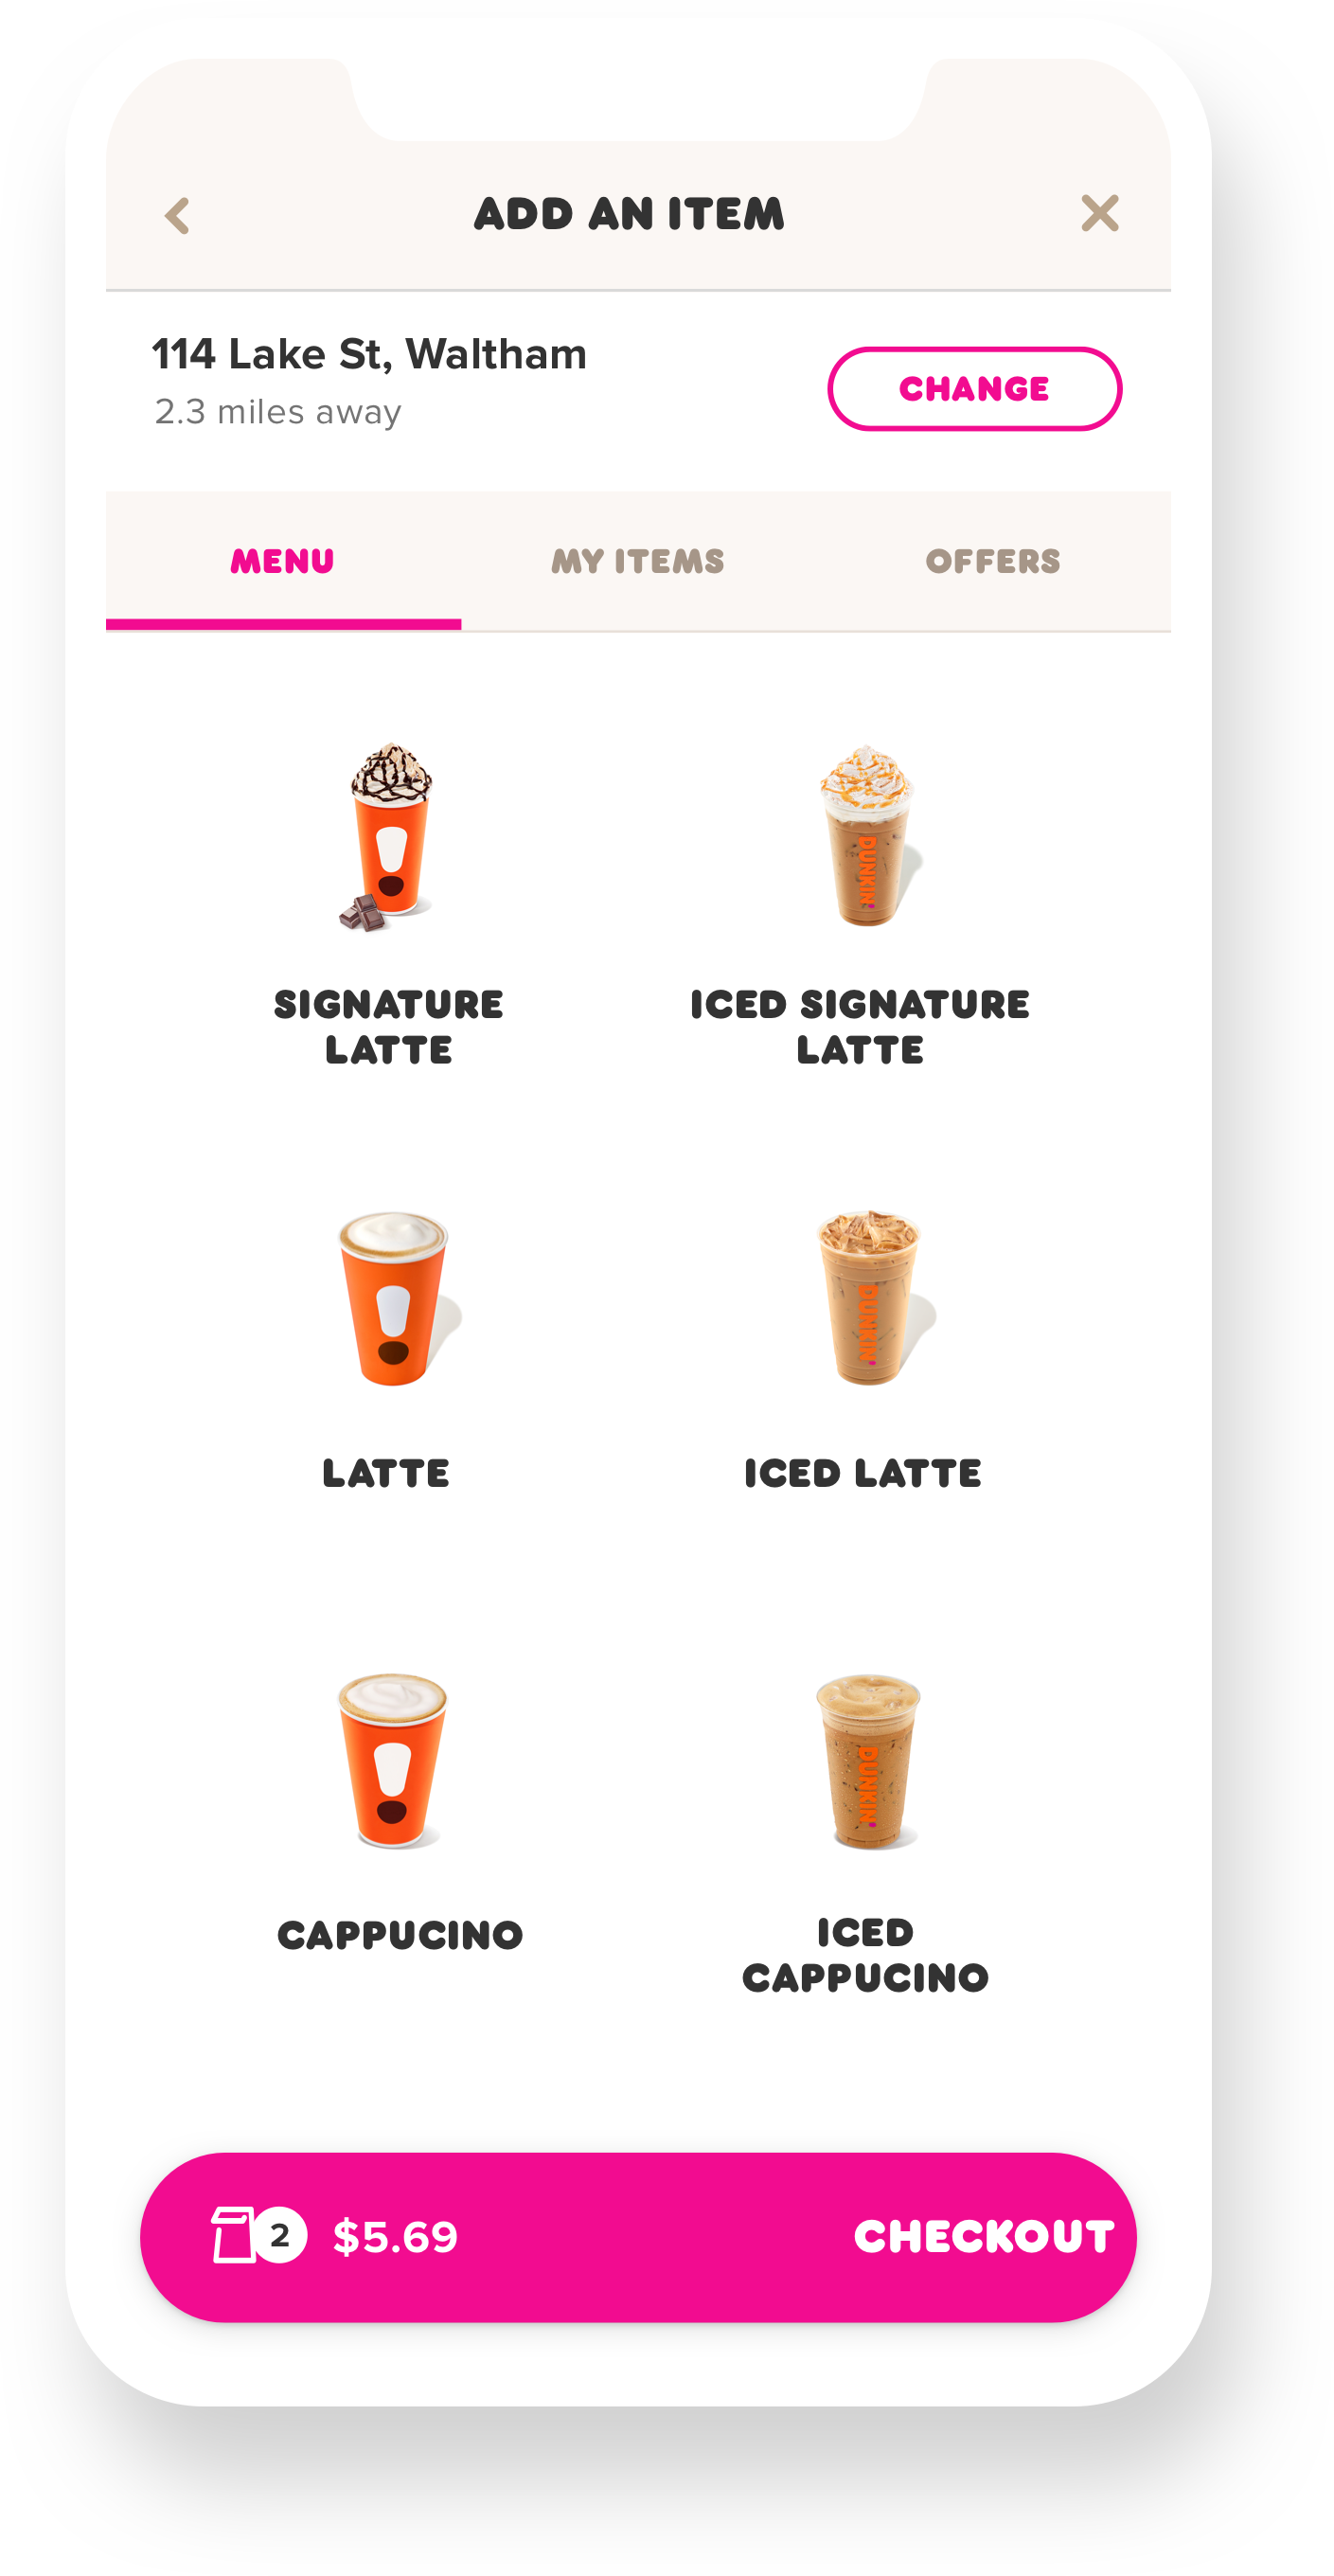 ADD AN ITEM
114 Lake St, Waltham
2.3 miles away
CHANGE
MENU
MY ITEMS
OFFERS
DUNKIN'
SIGNATURE
LATTE
ICED SIGNATURE
LATTE
DUNKIN'
LATTE
ICED LATTE
DUNKIN'
CAPPUCINO
ICED
CAPPUCINO
2
$5.69
CHECKOUT